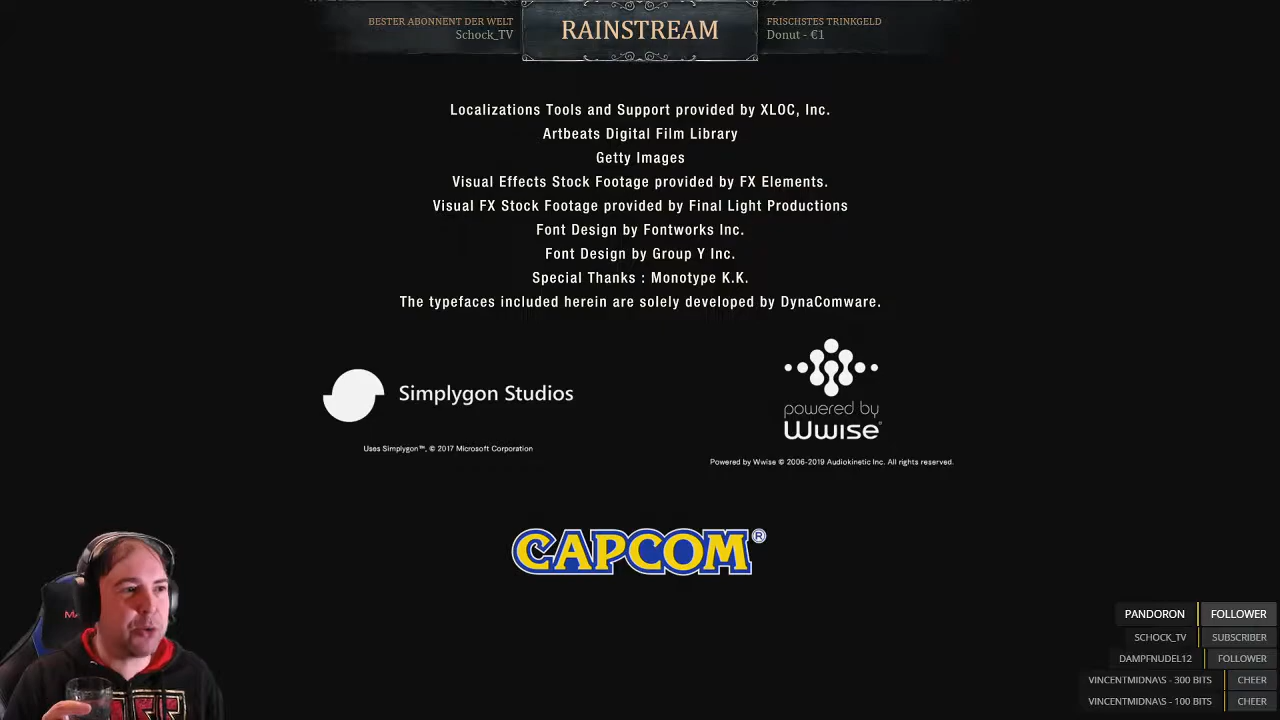 BESTER ABONNENT DER WELT
Schock_TV
RAINSTREAM
FRISCHSTES TRINKGELD
Donut - €1
Localizations Tools and Support provided by XLOC, Inc.
Artbeats Digital Film Library
Getty Images
Visual Effects Stock Footage provided by FX Elements.
Visual FX Stock Footage provided by Final Light Productions
Font Design by Fontworks Inc.
Font Design by Group Y Inc.
Special Thanks : Monotype K.K.
The typefaces included herein are solely developed by DynaComware.
Simplygon Studios
Uses Simplygon™, © 2017 Microsoft Corporation
powered by
Wwise®
Powered by Wwise © 2006-2019 Audiokinetic Inc. All rights reserved.
CAPCOM®
PANDORON FOLLOWER
SCHOCK_TV SUBSCRIBER
DAMPFNUDEL12 FOLLOWER
VINCENTMIDNA\S - 300 BITS CHEER
VINCENTMIDNA\S - 100 BITS CHEER